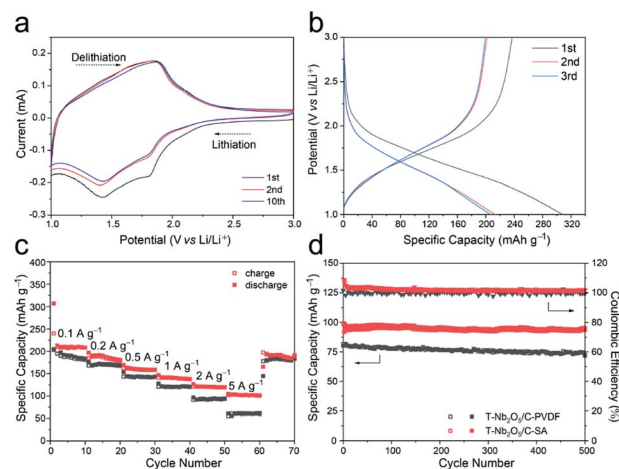 a
Delithiation
Lithiation
1st
2nd
10th
0.3
0.2
0.1
0.0
-0.1
-0.2
-0.3
Current (mA)
1.0 1.5 2.0 2.5 3.0
Potential (V vs Li/Li⁺)
b
1st
2nd
3rd
3.0
2.5
2.0
1.5
1.0
Potential (V vs Li/Li⁺)
0 40 80 120 160 200 240 280 320
Specific Capacity (mAh g⁻¹)
c
charge
discharge
0.1 A g⁻¹
0.2 A g⁻¹
0.5 A g⁻¹
1 A g⁻¹
2 A g⁻¹
5 A g⁻¹
400
350
300
250
200
150
100
50
0
Specific Capacity (mAh g⁻¹)
0 10 20 30 40 50 60 70
Cycle Number
d
150
125
100
75
50
25
0
Specific Capacity (mAh g⁻¹)
120
100
80
60
40
20
0
Coulombic Efficiency (%)
T-Nb₂O₅/C-PVDF
T-Nb₂O₅/C-SA
0 100 200 300 400 500
Cycle Number